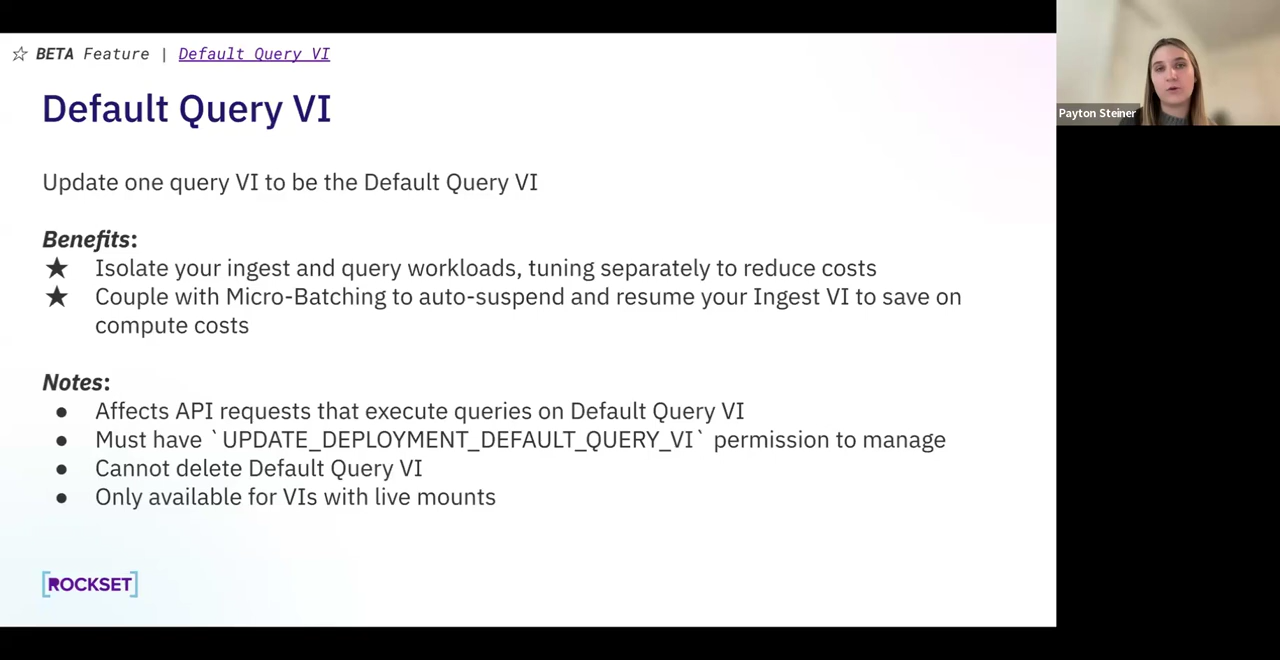 ☆ BETA Feature | Default Query VI
Default Query VI
Update one query VI to be the Default Query VI
Benefits:
★ Isolate your ingest and query workloads, tuning separately to reduce costs
★ Couple with Micro-Batching to auto-suspend and resume your Ingest VI to save on
compute costs
Notes:
● Affects API requests that execute queries on Default Query VI
● Must have `UPDATE_DEPLOYMENT_DEFAULT_QUERY_VI` permission to manage
● Cannot delete Default Query VI
● Only available for VIs with live mounts
[ROCKSET]
Payton Steiner